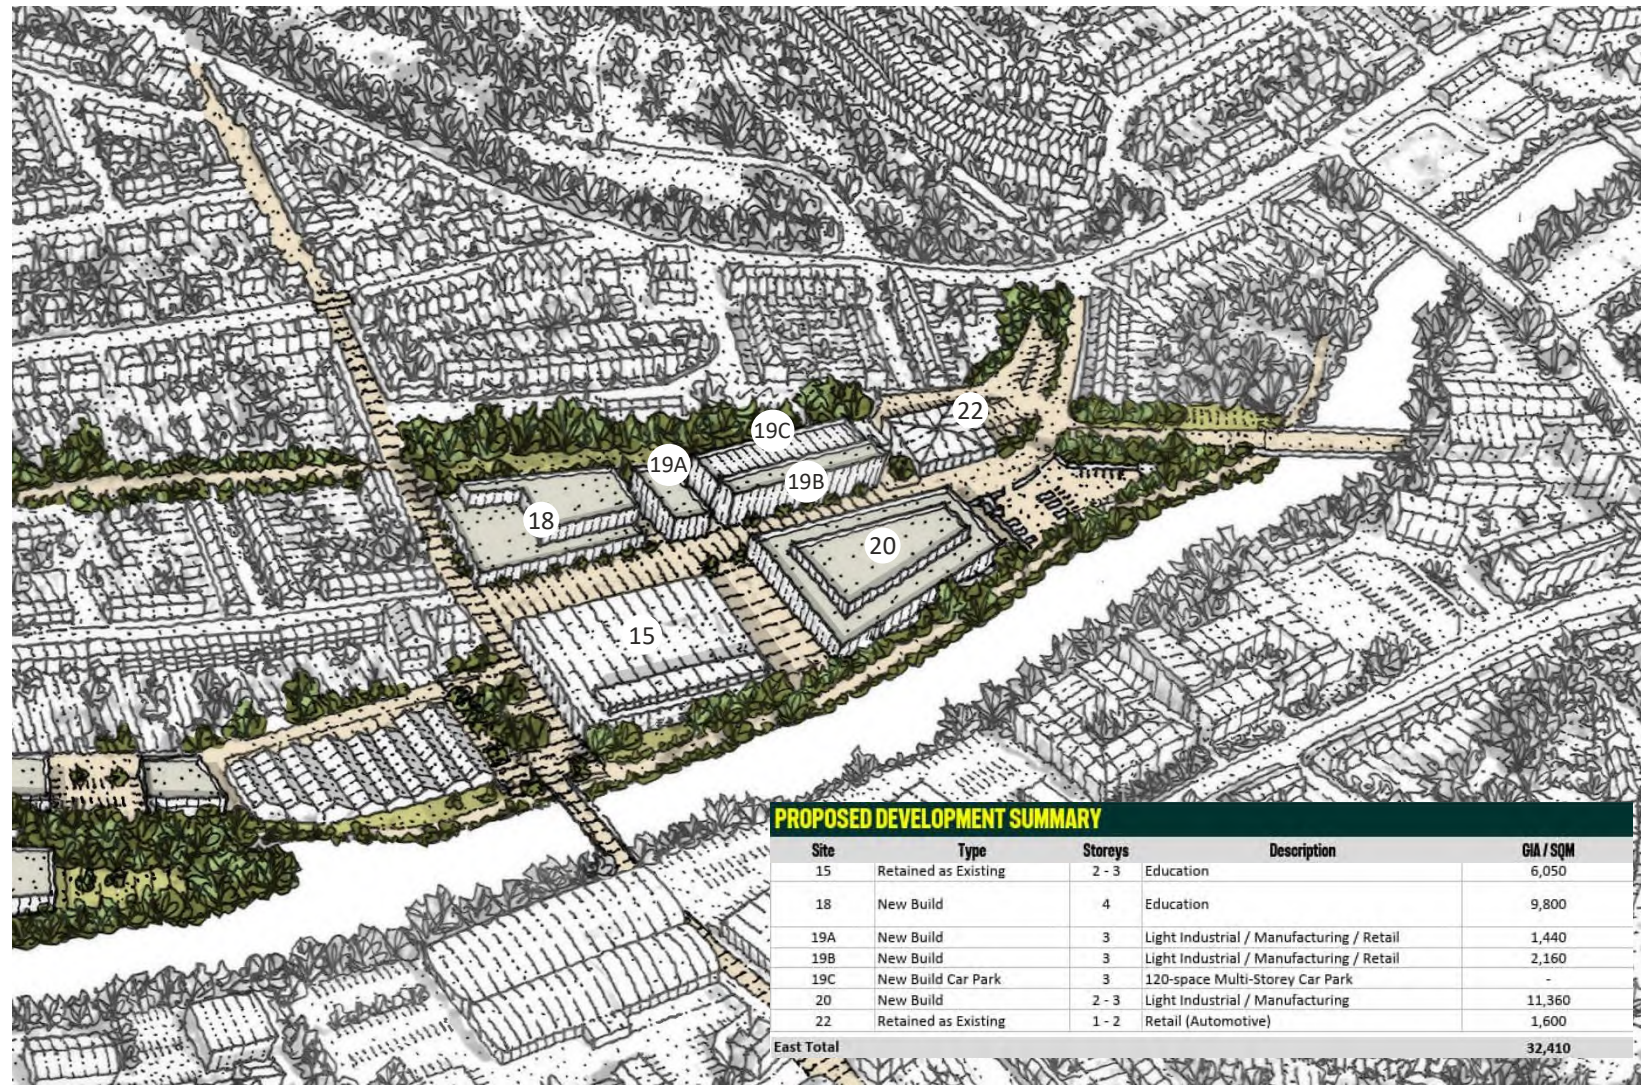 22
19C
19A
19B
18
20
15
PROPOSED DEVELOPMENT SUMMARY
Site Type Storeys Description GIA / SQM
15 Retained as Existing 2 - 3 Education 6,050
18 New Build 4 Education 9,800
19A New Build 3 Light Industrial / Manufacturing / Retail 1,440
19B New Build 3 Light Industrial / Manufacturing / Retail 2,160
19C New Build Car Park 3 120-space Multi-Storey Car Park -
20 New Build 2 - 3 Light Industrial / Manufacturing 11,360
22 Retained as Existing 1 - 2 Retail (Automotive) 1,600
East Total 32,410